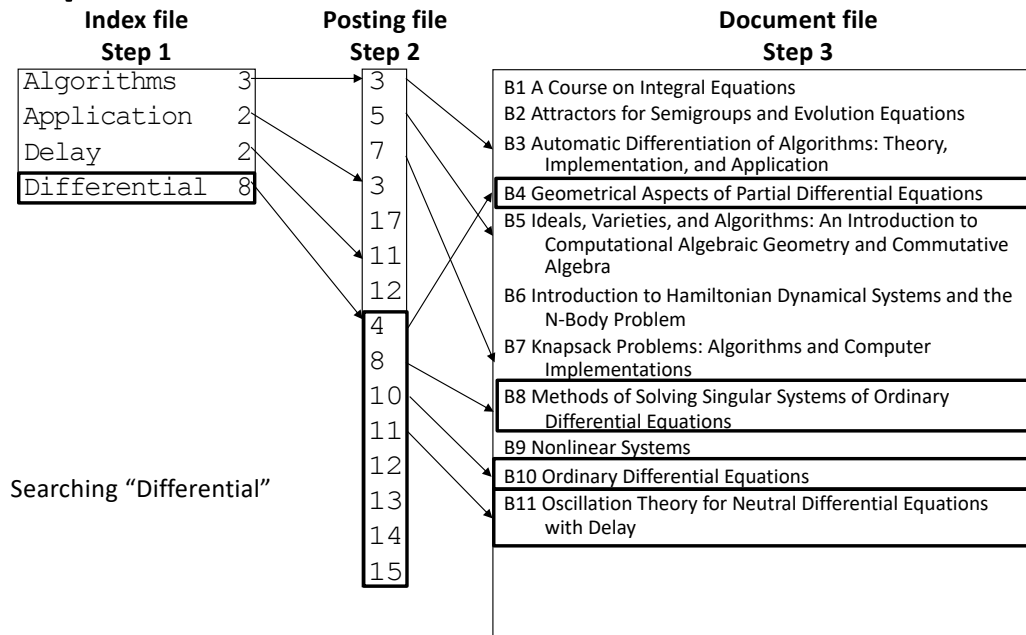 Index file
Step 1
Posting file
Step 2
Document file
Step 3
Algorithms 3
Application 2
Delay 2
Differential 8
3
5
7
3
17
11
12
4
8
10
11
12
13
14
15
B1 A Course on Integral Equations
B2 Attractors for Semigroups and Evolution Equations
B3 Automatic Differentiation of Algorithms: Theory,
Implementation, and Application
B4 Geometrical Aspects of Partial Differential Equations
B5 Ideals, Varieties, and Algorithms: An Introduction to
Computational Algebraic Geometry and Commutative
Algebra
B6 Introduction to Hamiltonian Dynamical Systems and the
N-Body Problem
B7 Knapsack Problems: Algorithms and Computer
Implementations
B8 Methods of Solving Singular Systems of Ordinary
Differential Equations
B9 Nonlinear Systems
B10 Ordinary Differential Equations
B11 Oscillation Theory for Neutral Differential Equations
with Delay
Searching “Differential”